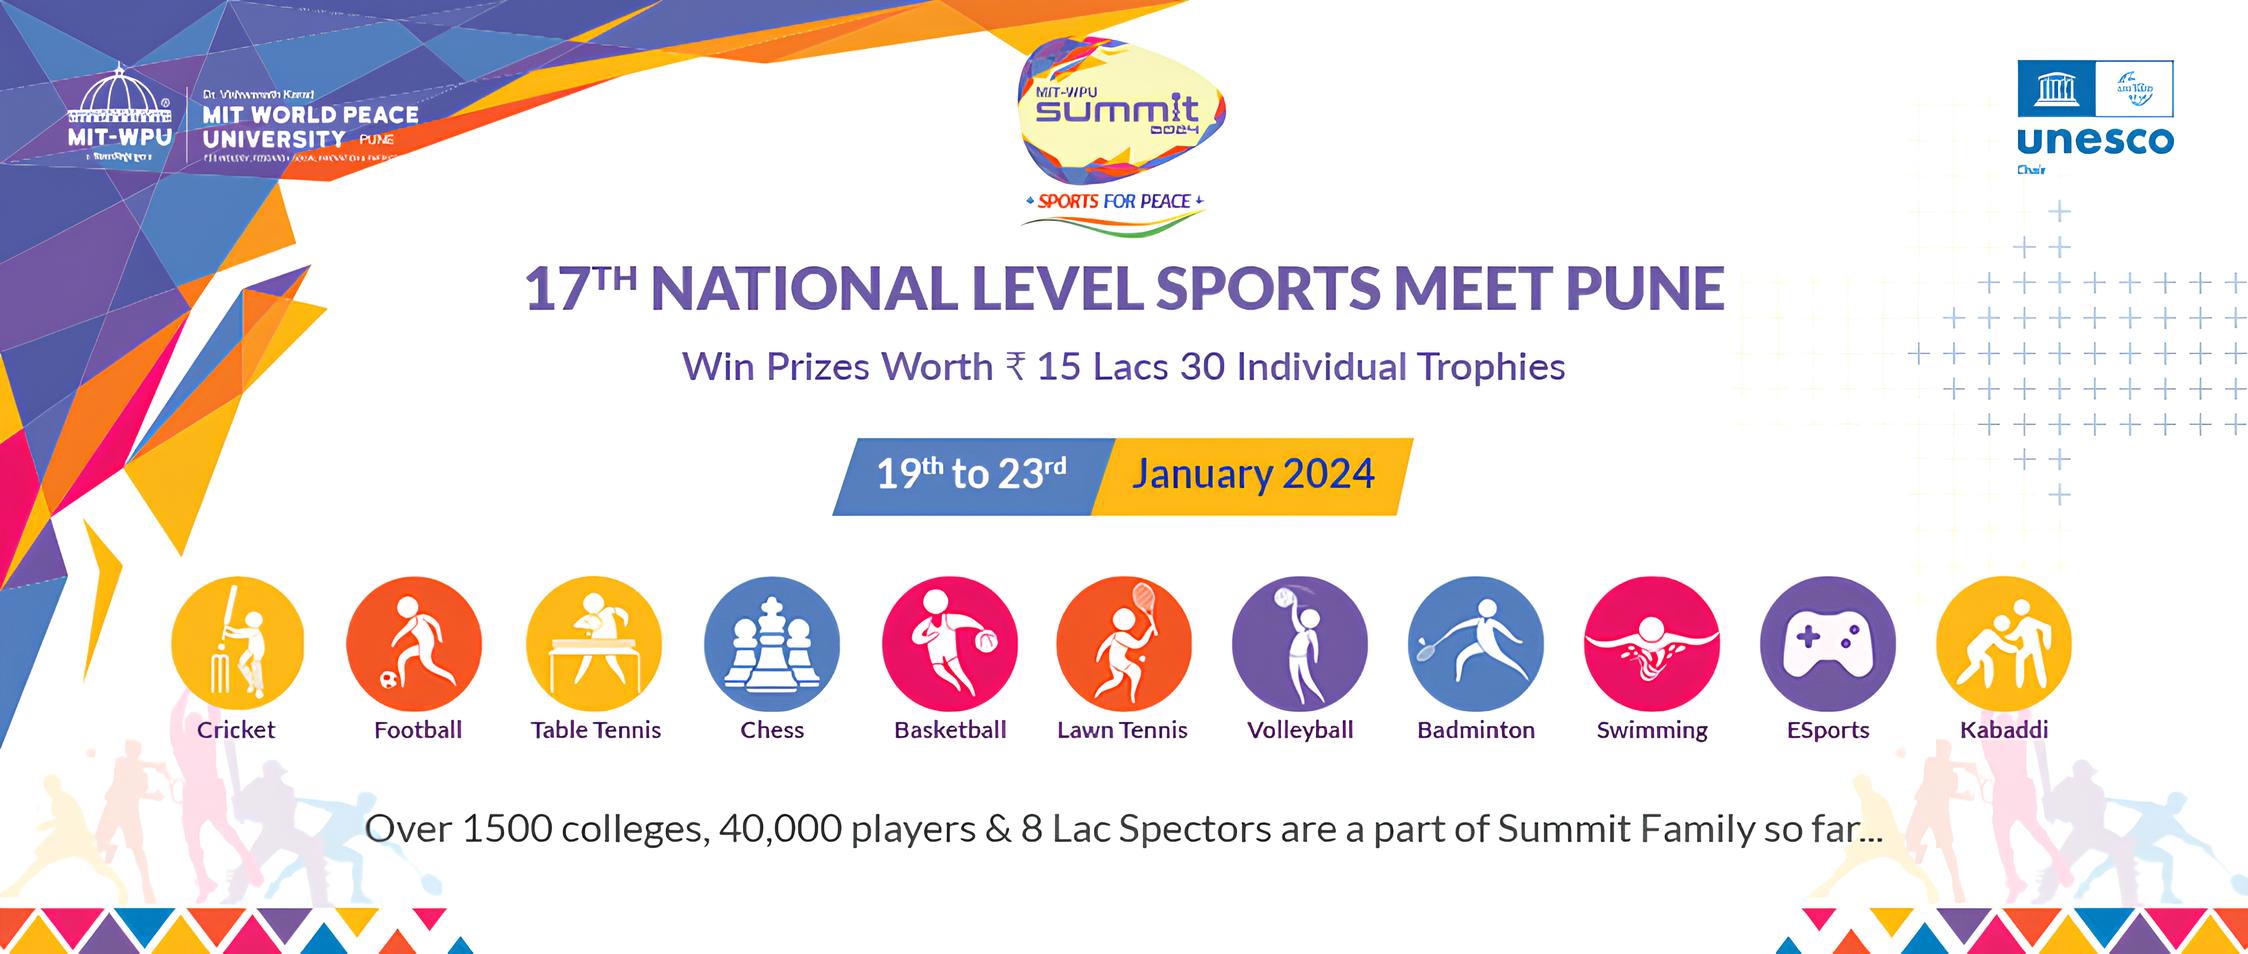 MIT-WPU
MIT WORLD PEACE
UNIVERSITY PUNE
MIT-WPU
summit
2024
SPORTS FOR PEACE
unesco
Chair
17TH NATIONAL LEVEL SPORTS MEET PUNE
Win Prizes Worth ₹ 15 Lacs 30 Individual Trophies
19th to 23rd January 2024
Cricket Football Table Tennis Chess Basketball Lawn Tennis Volleyball Badminton Swimming ESports Kabaddi
Over 1500 colleges, 40,000 players & 8 Lac Spectors are a part of Summit Family so far...